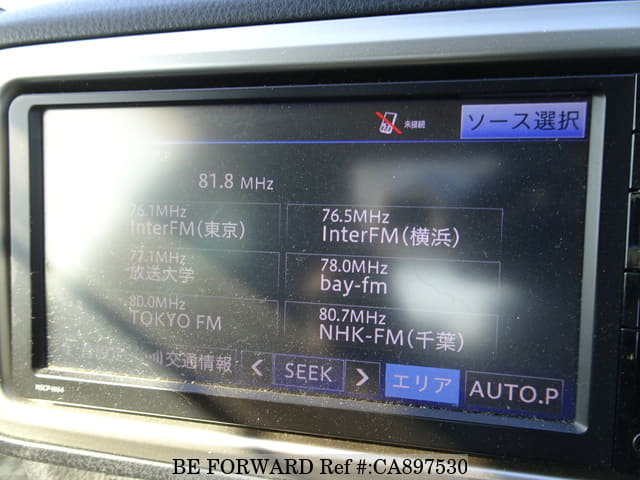 未接続
ソース選択
81.8 MHz
76.1MHz
InterFM(東京)
76.5MHz
InterFM(横浜)
77.1MHz
放送大学
78.0MHz
bay-fm
80.0MHz
TOKYO FM
80.7MHz
NHK-FM(千葉)
交通情報
< SEEK >
エリア
AUTO.P
NSCP-W64
BE FORWARD Ref #:CA897530